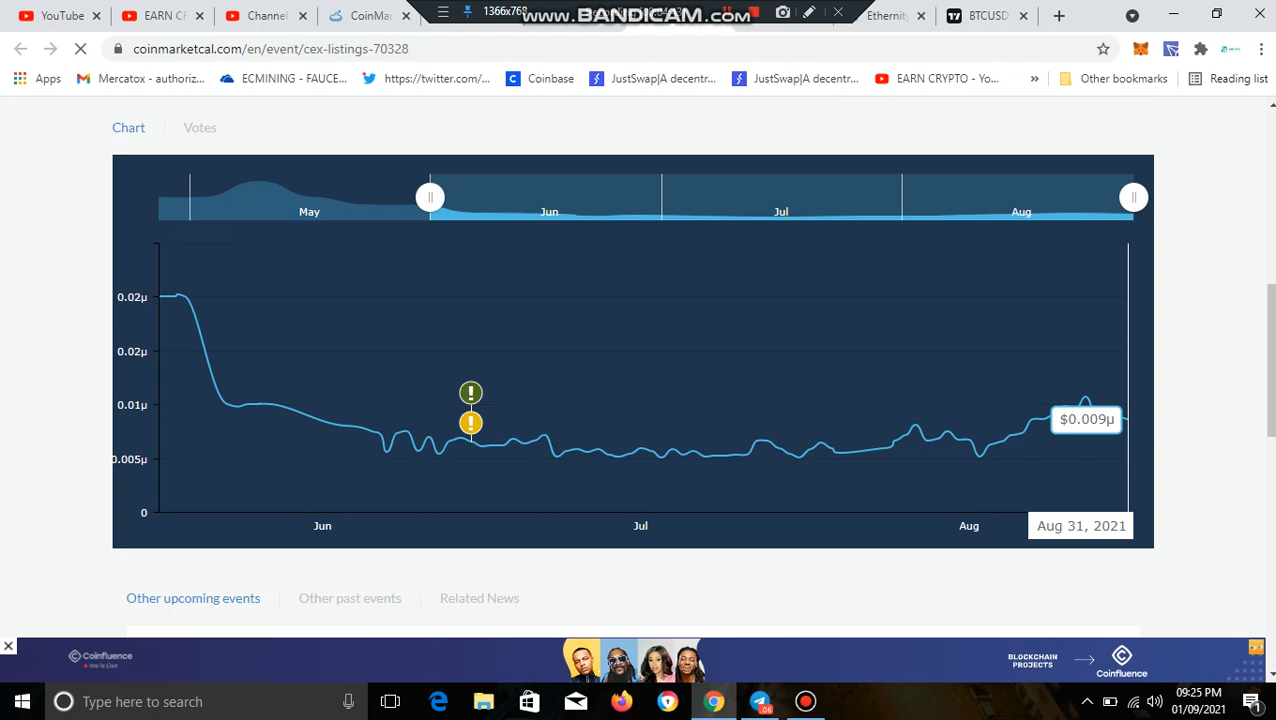 YouTube
EARN C
Channel
CoinMar
1366x768
www.BANDICAM.com
Ethernity
BTCUSD
coinmarketcal.com/en/event/cex-listings-70328
Apps
Mercatox - authoriz...
ECMINING - FAUCE...
https://twitter.com/...
Coinbase
JustSwap|A decentr...
JustSwap|A decentr...
EARN CRYPTO - Yo...
»
Other bookmarks
Reading list
Chart
Votes
May
Jun
Jul
Aug
0.02μ
0.02μ
0.01μ
0.005μ
0
!
!
$0.009μ
Jun
Jul
Aug
Aug 31, 2021
Other upcoming events
Other past events
Related News
Coinfluence
BLOCKCHAIN
PROJECTS
Coinfluence
Type here to search
.06
09:25 PM
01/09/2021
1